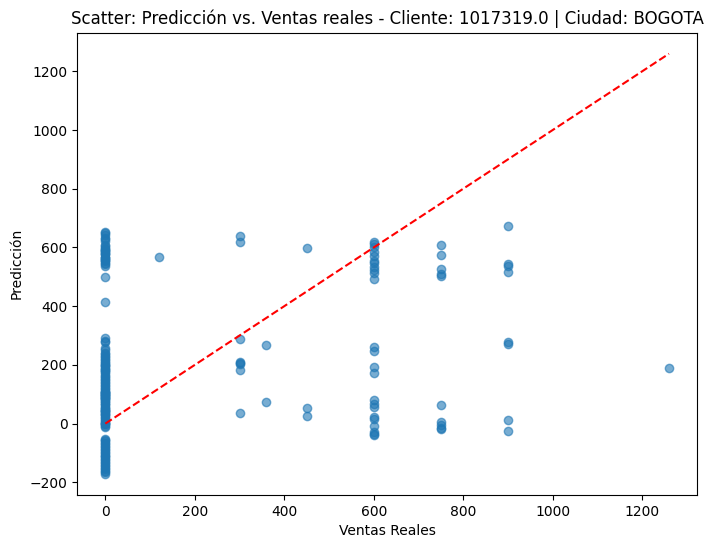 Scatter: Predicción vs. Ventas reales - Cliente: 1017319.0 | Ciudad: BOGOTA
1200
1000
800
600
400
200
0
−200
Predicción
0 200 400 600 800 1000 1200
Ventas Reales